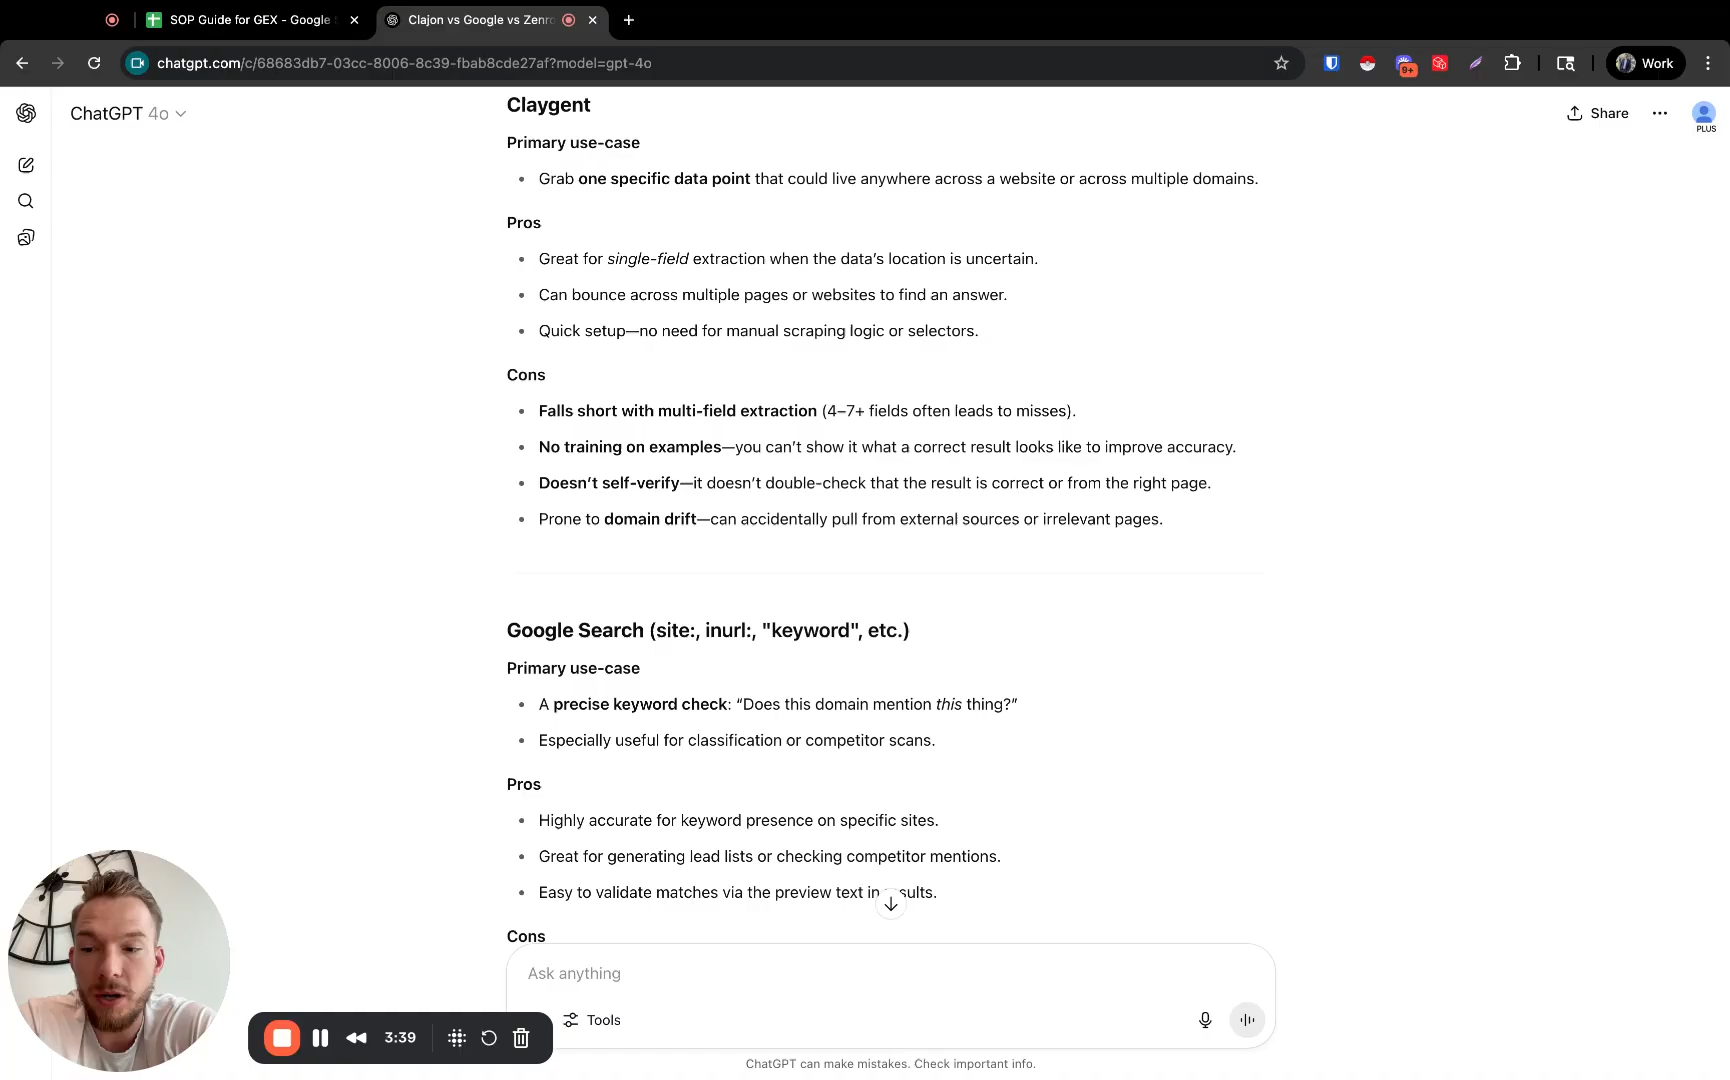 SOP Guide for GEX - Google
Clajon vs Google vs Zenro
chatgpt.com/c/68683db7-03cc-8006-8c39-fbab8cde27af?model=gpt-4o
9+
Work
ChatGPT 4o
Share
PLUS
Claygent
Primary use-case
Grab one specific data point that could live anywhere across a website or across multiple domains.
Pros
Great for single-field extraction when the data’s location is uncertain.
Can bounce across multiple pages or websites to find an answer.
Quick setup—no need for manual scraping logic or selectors.
Cons
Falls short with multi-field extraction (4–7+ fields often leads to misses).
No training on examples—you can’t show it what a correct result looks like to improve accuracy.
Doesn’t self-verify—it doesn’t double-check that the result is correct or from the right page.
Prone to domain drift—can accidentally pull from external sources or irrelevant pages.
Google Search (site:, inurl:, "keyword", etc.)
Primary use-case
A precise keyword check: “Does this domain mention this thing?”
Especially useful for classification or competitor scans.
Pros
Highly accurate for keyword presence on specific sites.
Great for generating lead lists or checking competitor mentions.
Easy to validate matches via the preview text in results.
Cons
Ask anything
Tools
3:39
ChatGPT can make mistakes. Check important info.